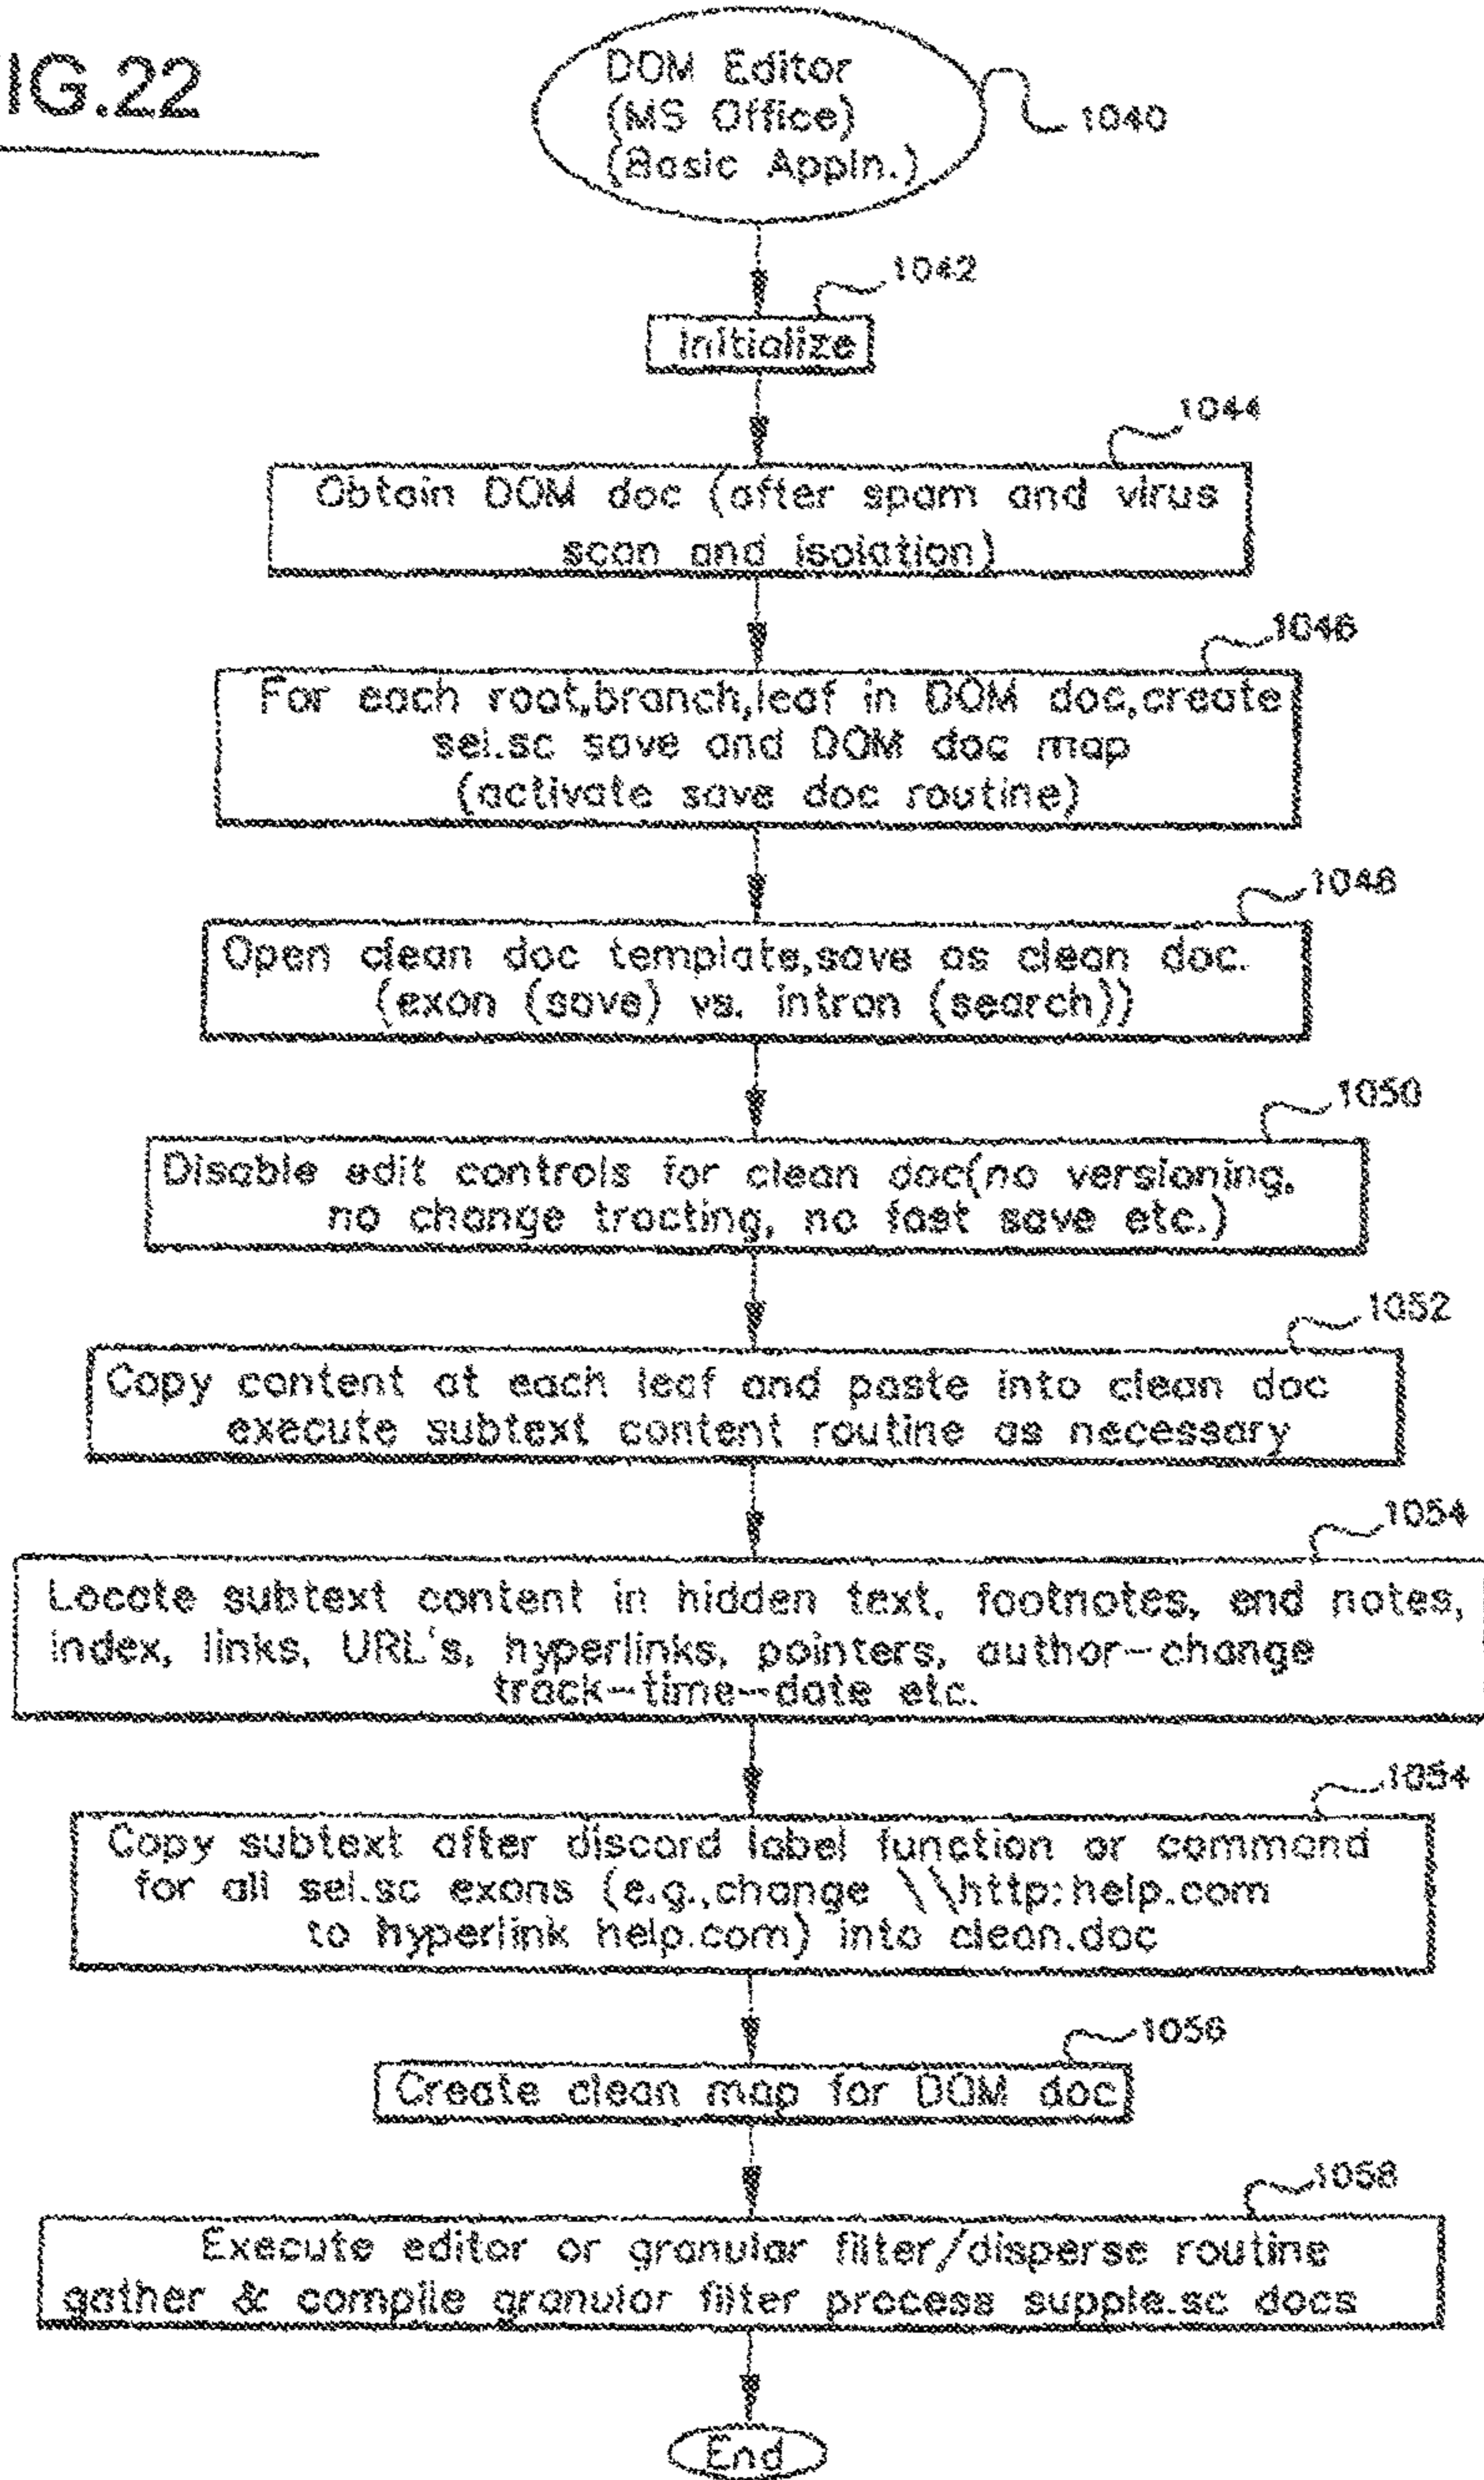 IG.22
DOM Editor
(MS Office)
(Basic Appln.)
1040
1042
Initialize
1044
Obtain DOM doc (after spam and virus
scan and isolation)
1046
For each root,branch,leaf in DOM doc,create
sel.sc save and DOM doc map
(activate save doc routine)
1048
Open clean doc template,save as clean doc.
(exon (save) vs. intron (search))
1050
Disable edit controls for clean doc(no versioning,
no change tracting, no fast save etc.)
1052
Copy content at each leaf and paste into clean doc
execute subtext content routine as necessary
1054
Locate subtext content in hidden text, footnotes, end notes,
index, links, URL's, hyperlinks, pointers, author-change
track-time-date etc.
1054
Copy subtext after discard label function or command
for all sel.sc exons (e.g.,change \\http:help.com
to hyperlink help.com) into clean.doc
1056
Create clean map for DOM doc
1058
Execute editor or granular filter/disperse routine
gather & compile granular filter process supple.sc docs
End